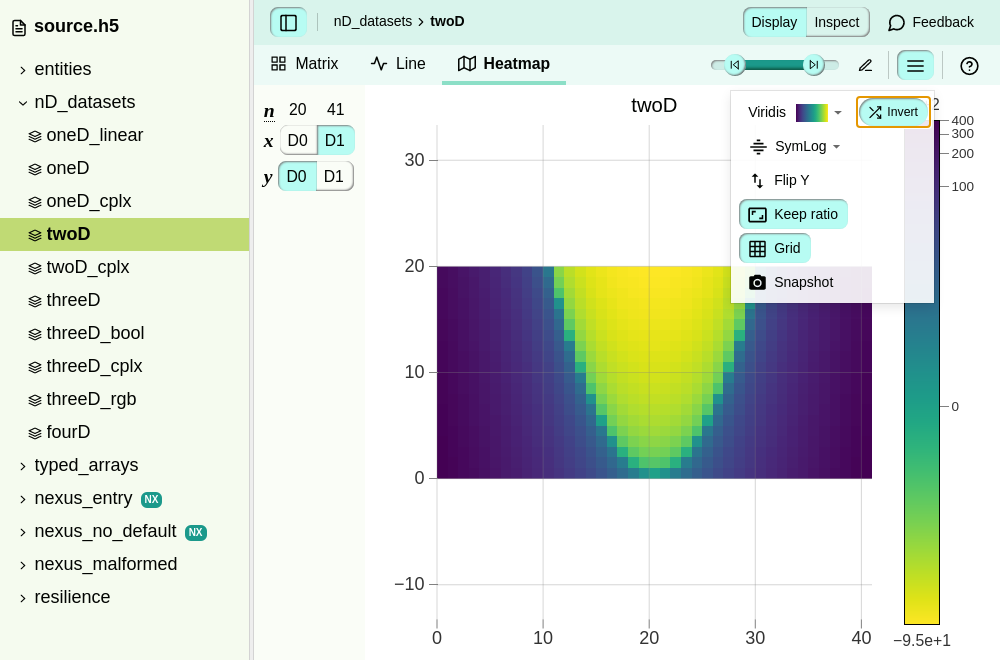 source.h5
entities
nD_datasets
oneD_linear
oneD
oneD_cplx
twoD
twoD_cplx
threeD
threeD_bool
threeD_cplx
threeD_rgb
fourD
typed_arrays
nexus_entry NX
nexus_no_default NX
nexus_malformed
resilience
nD_datasets › twoD
Display Inspect
Feedback
Matrix Line Heatmap
n 20 41
x D0 D1
y D0 D1
twoD
Viridis
Invert
SymLog
Flip Y
Keep ratio
Grid
Snapshot
30
20
10
0
−10
0 10 20 30 40
2
400
300
200
100
0
−9.5e+1